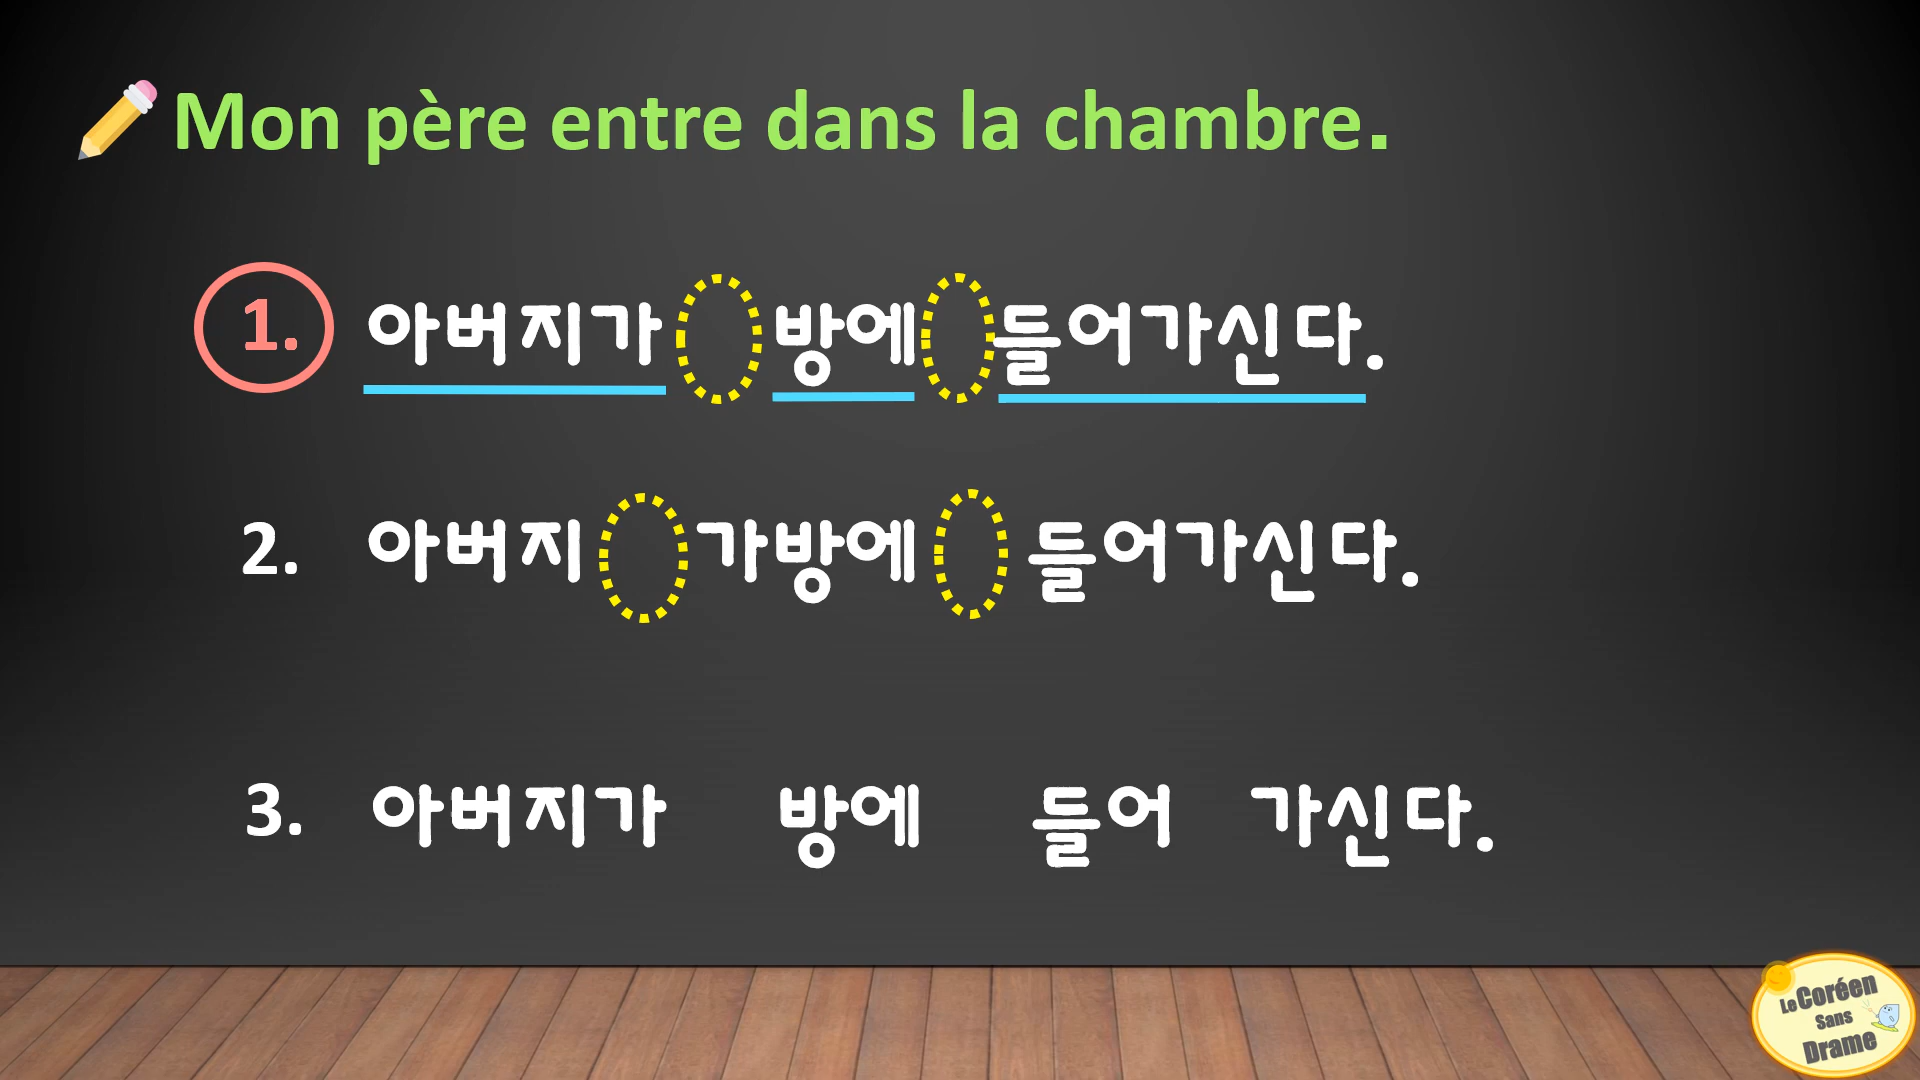 Mon père entre dans la chambre.
1. 아버지가 방에 들어가신다.
2. 아버지 가방에 들어가신다.
3. 아버지가 방에 들어 가신다.
Le Coréen
Sans
Drame